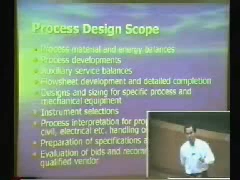 Process Design Scope
Process material and energy balances
Process developments
Auxiliary service balances
Flowsheet development and detailed completion
Designs and sizing for specific process and
mechanical equipment
Instrument selections
Process interpretation for pro
civil, electrical etc. handling o
Preparation of specifications a
Evaluation of bids and recom
qualified vendor